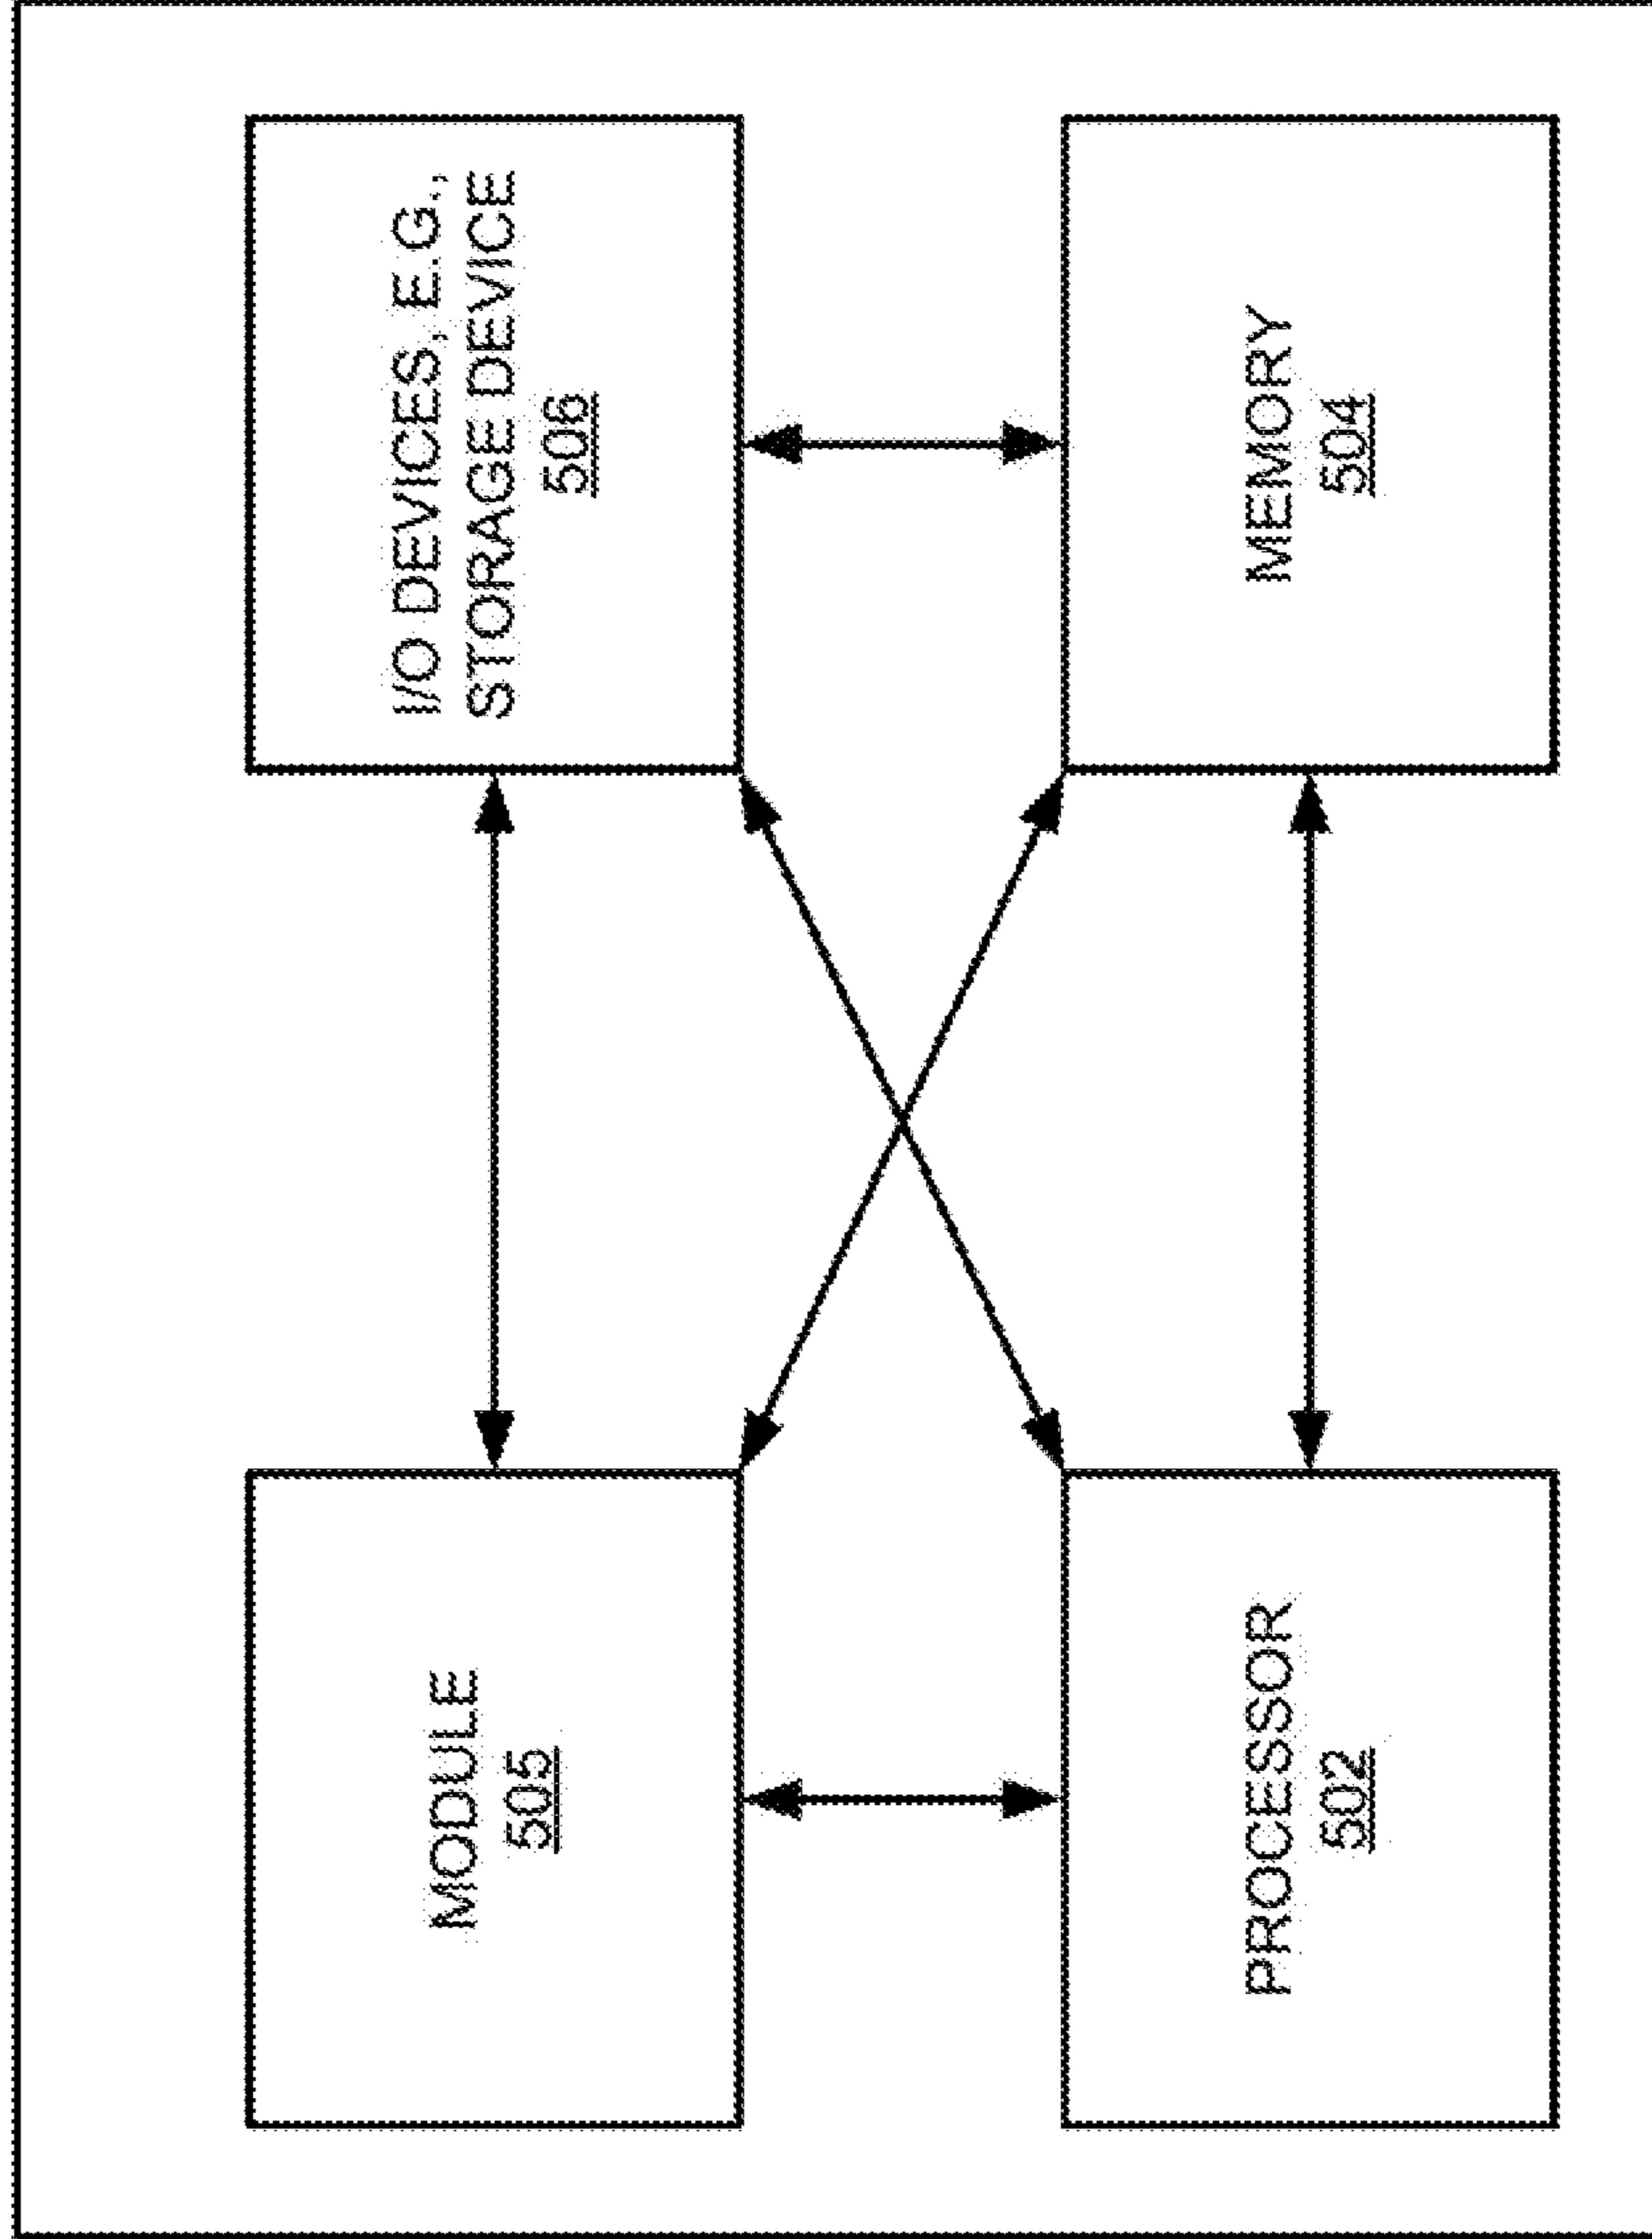 MODULE
505
I/O DEVICES, E.G.,
STORAGE DEVICE
506
PROCESSOR
502
MEMORY
504